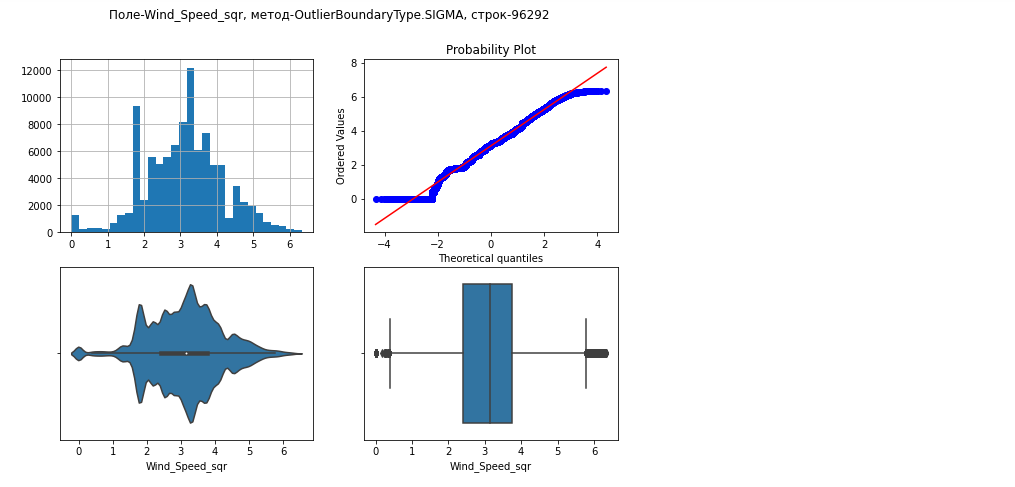 Поле-Wind_Speed_sqr, метод-OutlierBoundaryType.SIGMA, строк-96292
Probability Plot
12000
10000
8000
6000
4000
2000
0
0 1 2 3 4 5 6
Ordered Values
8
6
4
2
0
−4 −2 0 2 4
Theoretical quantiles
0 1 2 3 4 5 6
Wind_Speed_sqr
0 1 2 3 4 5 6
Wind_Speed_sqr